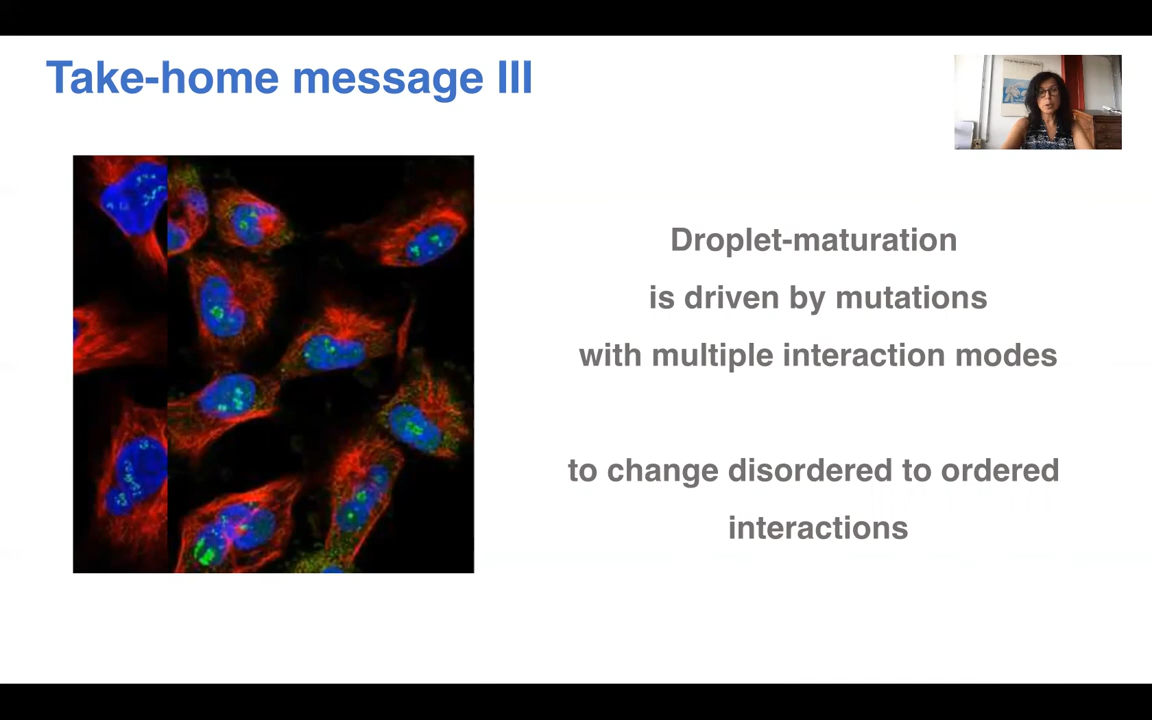 Take-home message III
Droplet-maturation
is driven by mutations
with multiple interaction modes
to change disordered to ordered
interactions